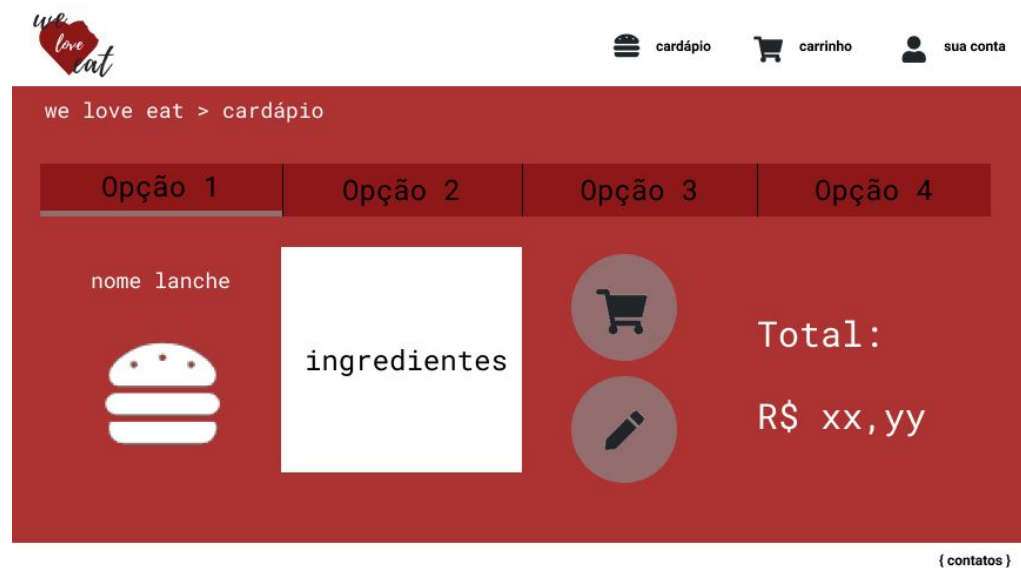 we
love
eat
cardápio
carrinho
sua conta
we love eat > cardápio
Opção 1
Opção 2
Opção 3
Opção 4
nome lanche
ingredientes
Total:
R$ xx,yy
{ contatos }